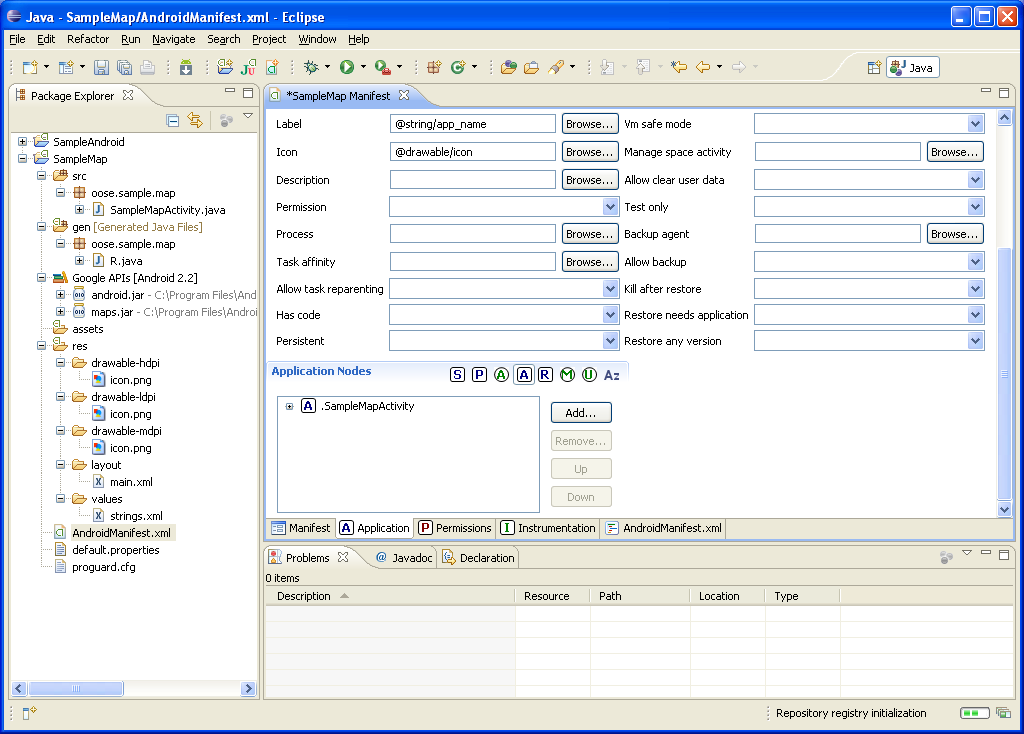 Java - SampleMap/AndroidManifest.xml - Eclipse
File Edit Refactor Run Navigate Search Project Window Help
Java
Package Explorer
SampleAndroid
SampleMap
src
oose.sample.map
SampleMapActivity.java
gen [Generated Java Files]
oose.sample.map
R.java
Google APIs [Android 2.2]
android.jar - C:\Program Files\And
maps.jar - C:\Program Files\Androi
assets
res
drawable-hdpi
icon.png
drawable-ldpi
icon.png
drawable-mdpi
icon.png
layout
main.xml
values
strings.xml
AndroidManifest.xml
default.properties
proguard.cfg
*SampleMap Manifest
Label @string/app_name Browse... Vm safe mode
Icon @drawable/icon Browse... Manage space activity Browse...
Description Browse... Allow clear user data
Permission Test only
Process Browse... Backup agent Browse...
Task affinity Browse... Allow backup
Allow task reparenting Kill after restore
Has code Restore needs application
Persistent Restore any version
Application Nodes S P A A R M U Az
A .SampleMapActivity
Add...
Remove...
Up
Down
Manifest A Application P Permissions I Instrumentation AndroidManifest.xml
Problems @ Javadoc Declaration
0 items
Description Resource Path Location Type
Repository registry initialization